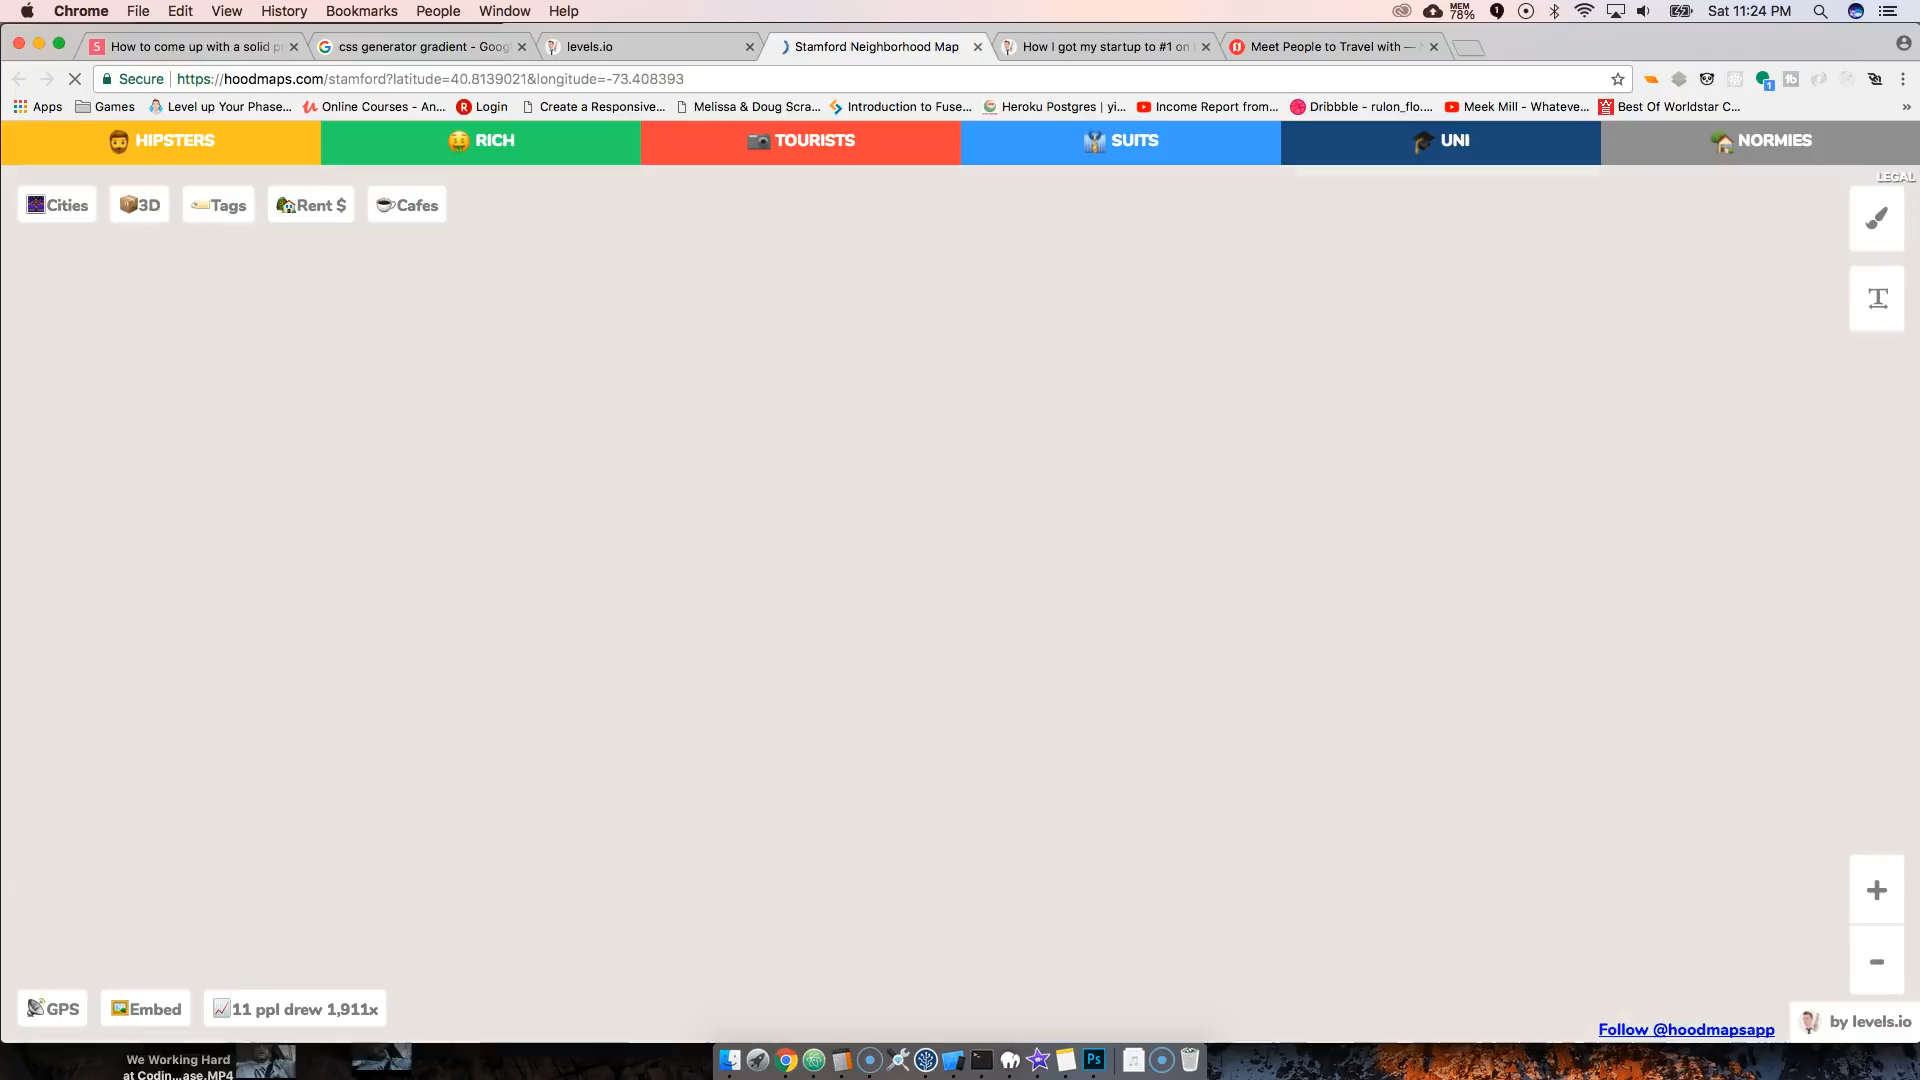 Chrome File Edit View History Bookmarks People Window Help MEM 78% Sat 11:24 PM
How to come up with a solid p
css generator gradient - Goog
levels.io
Stamford Neighborhood Map
How I got my startup to #1 on
Meet People to Travel with —
Secure https://hoodmaps.com/stamford?latitude=40.8139021&longitude=-73.408393
Apps Games Level up Your Phase... Online Courses - An... Login Create a Responsive... Melissa & Doug Scra... Introduction to Fuse... Heroku Postgres | yi... Income Report from... Dribbble - rulon_flo.... Meek Mill - Whateve... Best Of Worldstar C... »
HIPSTERS RICH TOURISTS SUITS UNI NORMIES
LEGAL
Cities 3D Tags Rent $ Cafes
T
+
-
GPS Embed 11 ppl drew 1,911x
Follow @hoodmapsapp by levels.io
We Working Hard
at Codin...ase.MP4
Ps